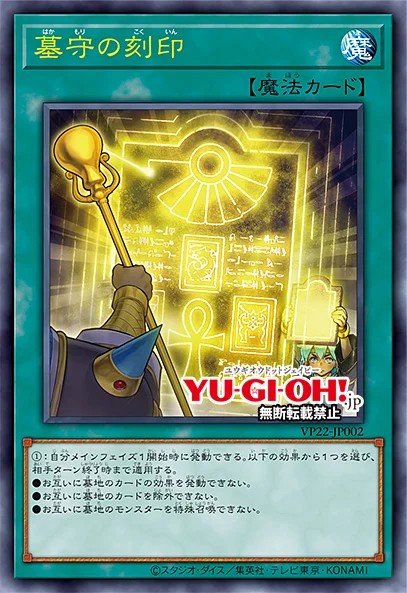 墓守の刻印
魔
【魔法カード】
ユウギオウドットジェイピー
YU-GI-OH!.jp
無断転載禁止
VP22-JP002
①:自分メインフェイズ1開始時に発動できる。以下の効果から1つを選び、
相手ターン終了時まで適用する。
●お互いに墓地のカードの効果を発動できない。
●お互いに墓地のカードを除外できない。
●お互いに墓地のモンスターを特殊召喚できない。
©スタジオ・ダイス/集英社・テレビ東京・KONAMI